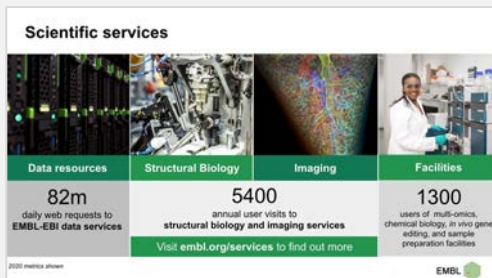 Scientific services
Data resources
Structural Biology
Imaging
Facilities
82m
daily web requests to
EMBL-EBI data services
5400
annual user visits to
structural biology and imaging services
Visit embl.org/services to find out more
1300
users of multi-omics,
chemical biology, in vivo gene
editing, and sample
preparation facilities
2020 metrics shown
EMBL